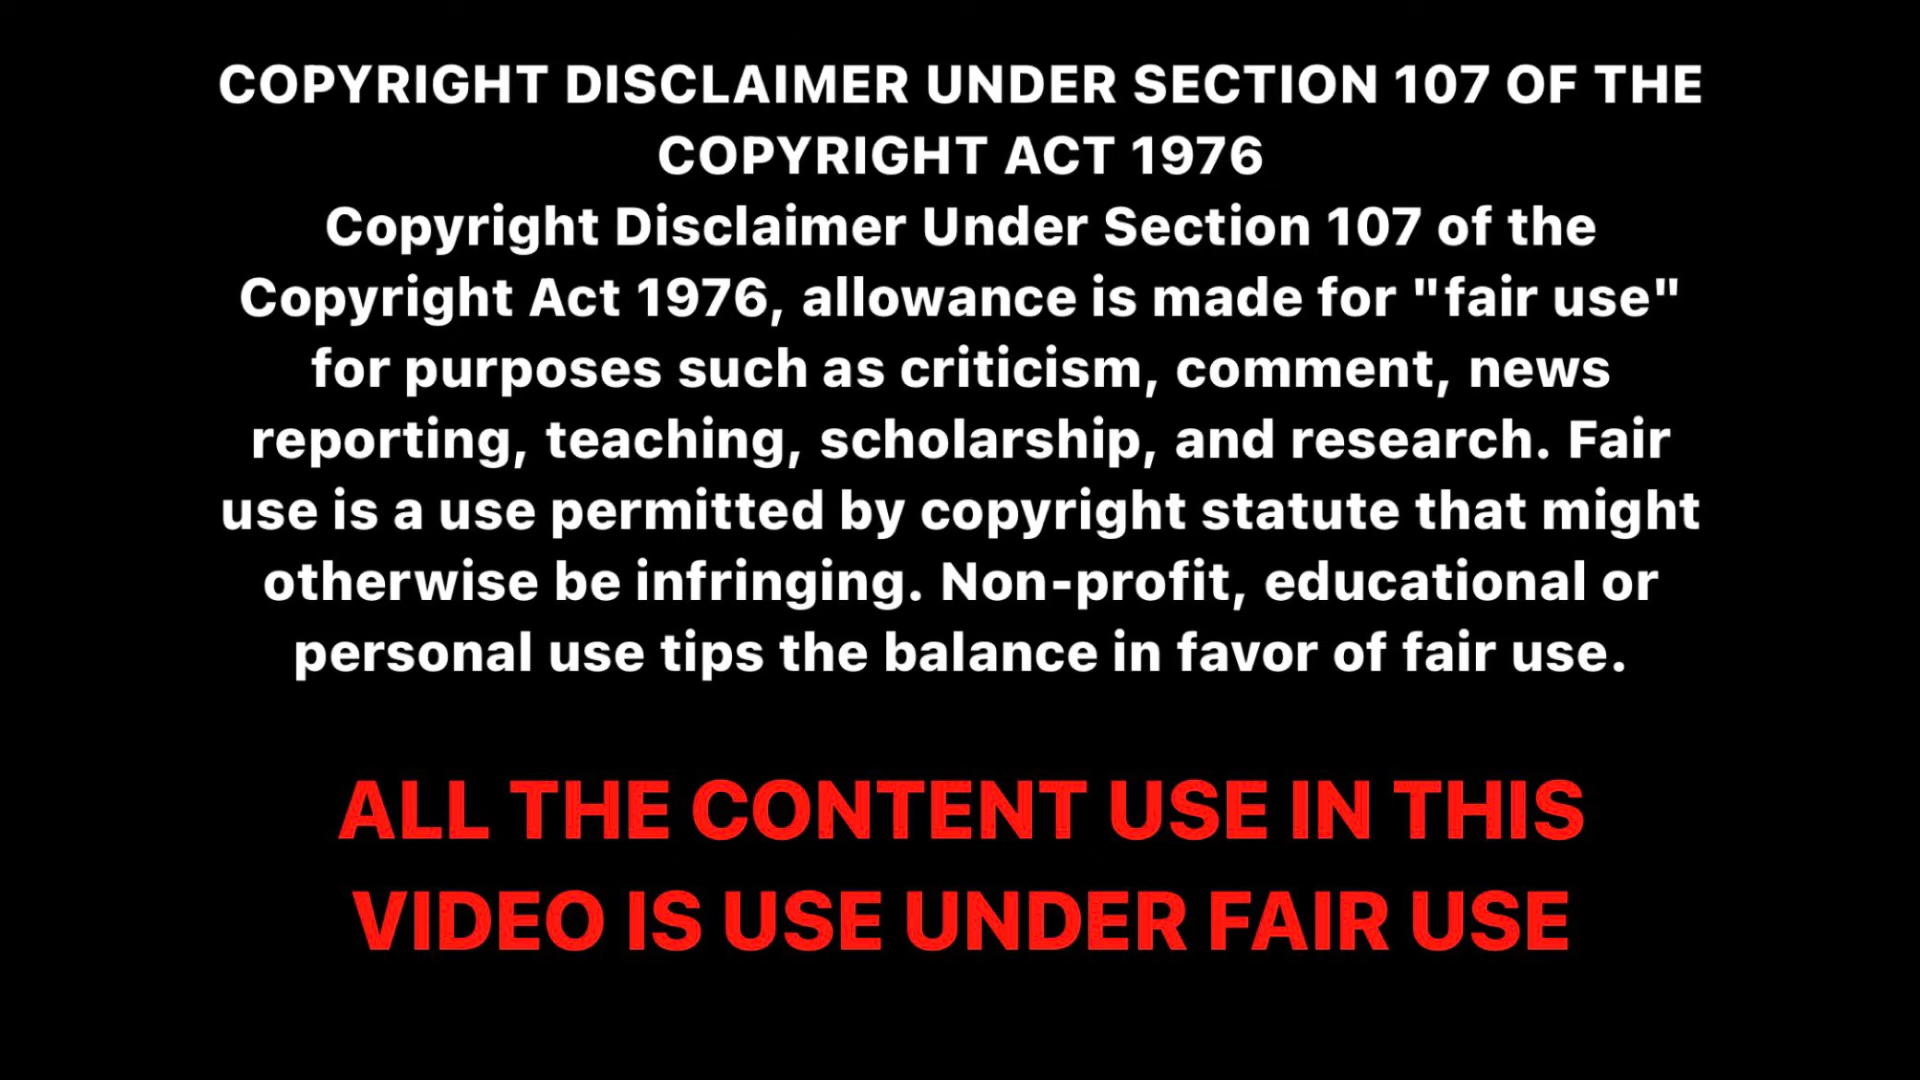 COPYRIGHT DISCLAIMER UNDER SECTION 107 OF THE
COPYRIGHT ACT 1976
Copyright Disclaimer Under Section 107 of the
Copyright Act 1976, allowance is made for "fair use"
for purposes such as criticism, comment, news
reporting, teaching, scholarship, and research. Fair
use is a use permitted by copyright statute that might
otherwise be infringing. Non-profit, educational or
personal use tips the balance in favor of fair use.
ALL THE CONTENT USE IN THIS
VIDEO IS USE UNDER FAIR USE